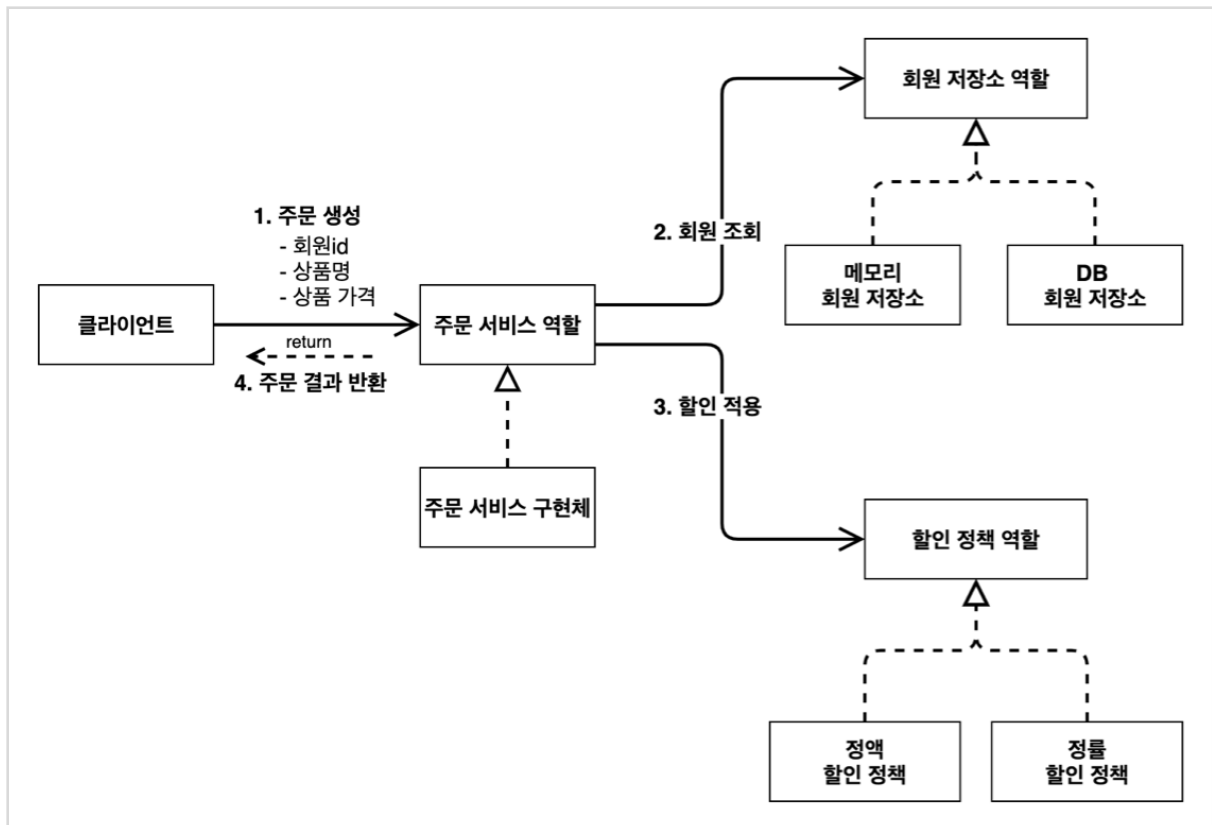 회원 저장소 역할
1. 주문 생성
- 회원id
- 상품명
- 상품 가격
2. 회원 조회
메모리
회원 저장소
DB
회원 저장소
클라이언트
주문 서비스 역할
return
4. 주문 결과 반환
3. 할인 적용
주문 서비스 구현체
할인 정책 역할
정액
할인 정책
정률
할인 정책